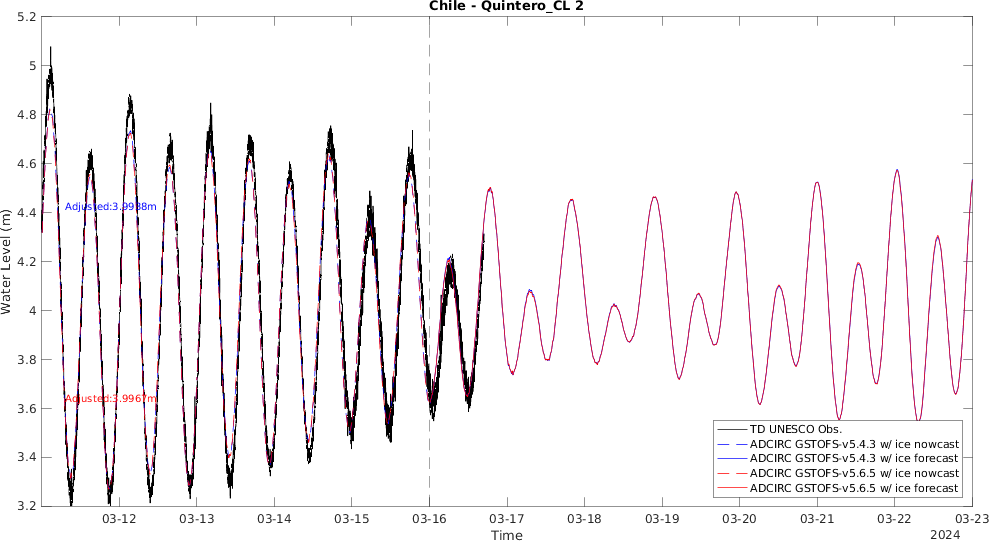 Chile - Quintero_CL 2
5.2
5
4.8
4.6
4.4
4.2
4
3.8
3.6
3.4
3.2
Water Level (m)
Adjusted:3.9938m
Adjusted:3.9967m
TD UNESCO Obs.
ADCIRC GSTOFS-v5.4.3 w/ ice nowcast
ADCIRC GSTOFS-v5.4.3 w/ ice forecast
ADCIRC GSTOFS-v5.6.5 w/ ice nowcast
ADCIRC GSTOFS-v5.6.5 w/ ice forecast
03-12 03-13 03-14 03-15 03-16 03-17 03-18 03-19 03-20 03-21 03-22 03-23
Time
2024